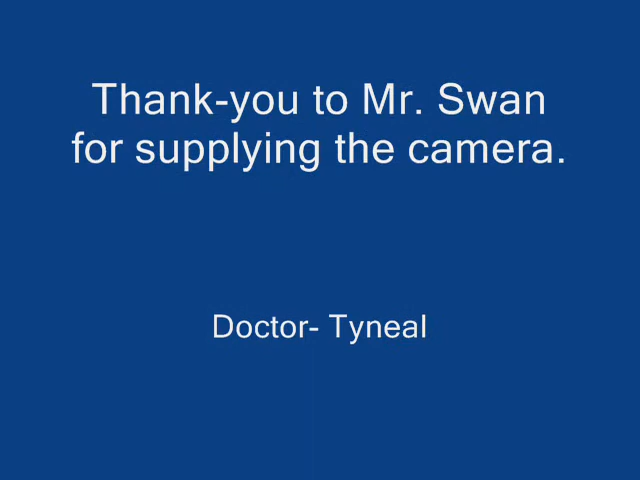 Thank-you to Mr. Swan
for supplying the camera.
Doctor- Tyneal